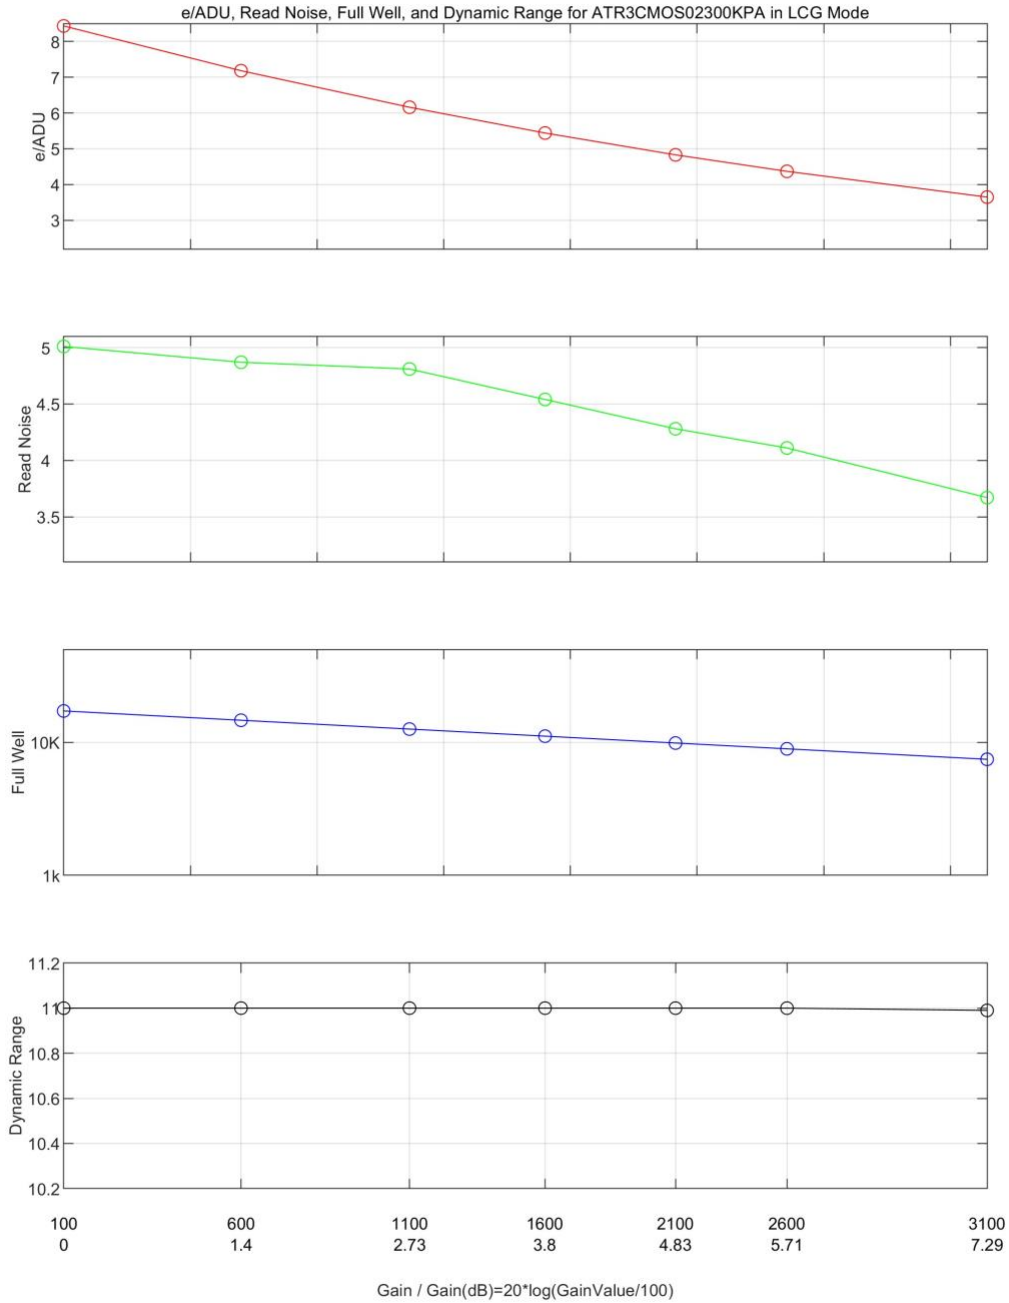 e/ADU, Read Noise, Full Well, and Dynamic Range for ATR3CMOS02300KPA in LCG Mode
8
7
6
5
4
3
e/ADU
5
4.5
4
3.5
Read Noise
10K
1k
Full Well
11.2
11
10.8
10.6
10.4
10.2
Dynamic Range
100 600 1100 1600 2100 2600 3100
0 1.4 2.73 3.8 4.83 5.71 7.29
Gain / Gain(dB)=20*log(GainValue/100)